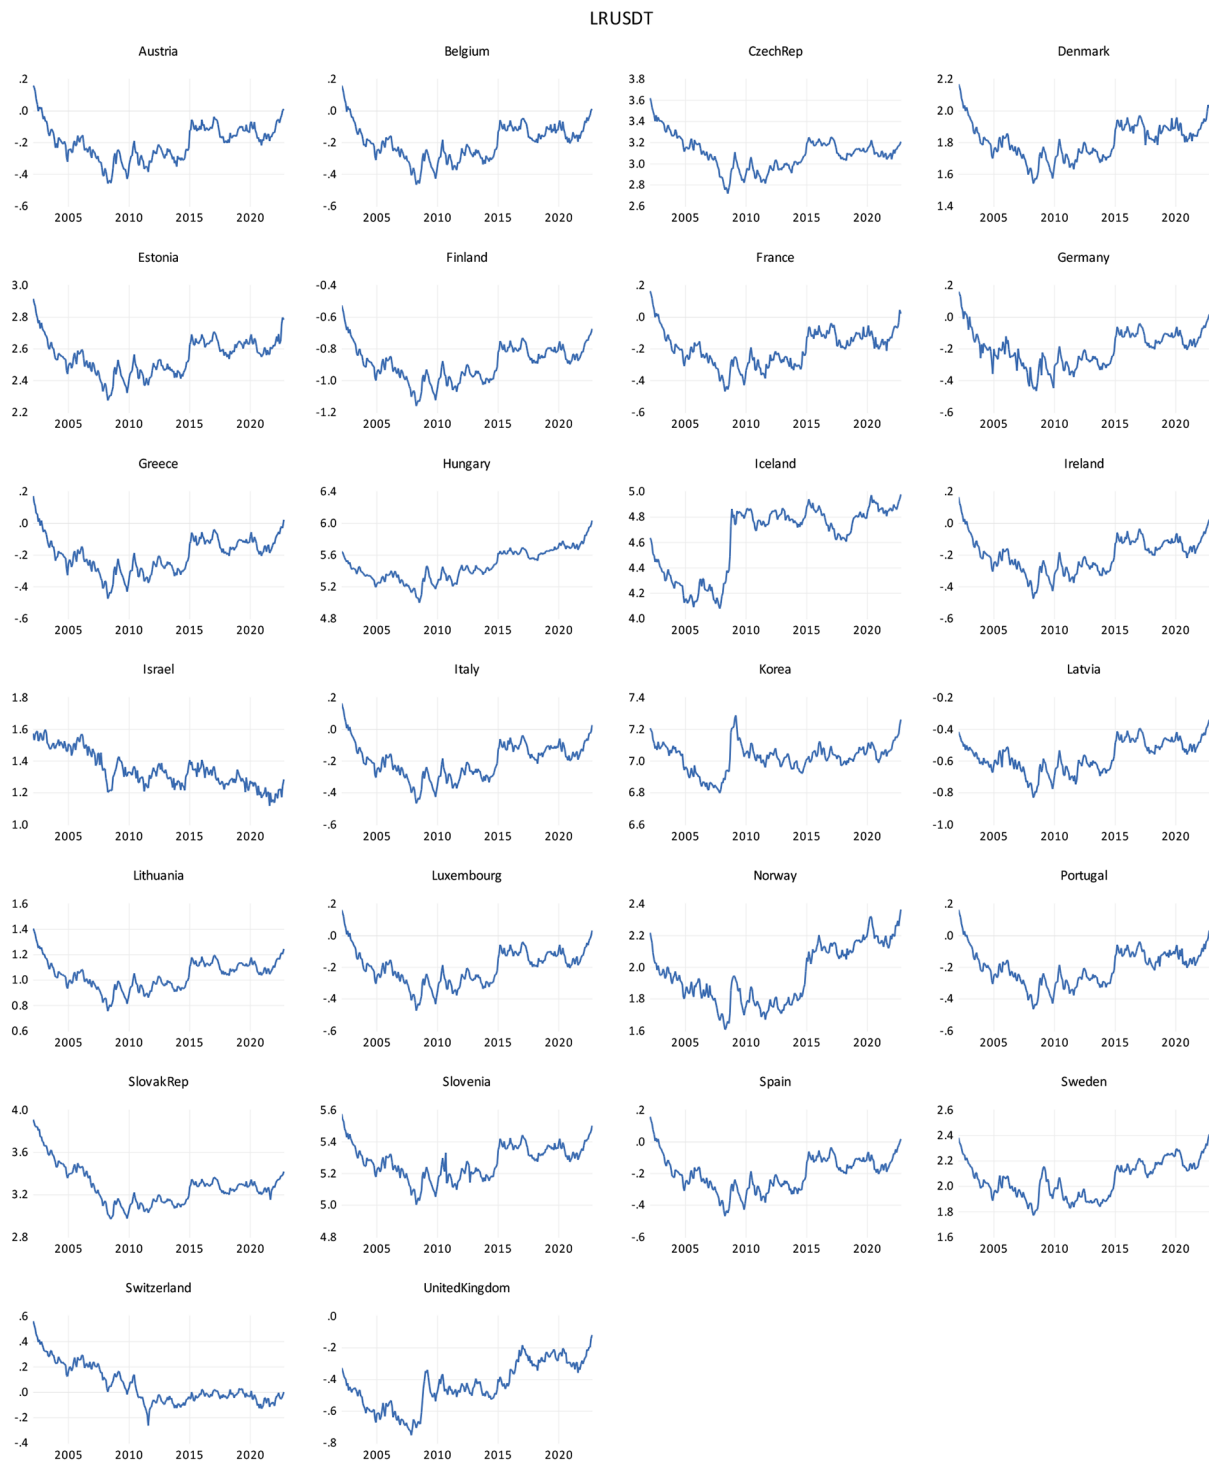 LRUSDT
Austria Belgium CzechRep Denmark
.2 .2 3.8 2.2
3.6
.0 .0 3.4 2.0
-.2 -.2 3.2 1.8
3.0
-.4 -.4 2.8 1.6
-.6 -.6 2.6 1.4
2005 2010 2015 2020 2005 2010 2015 2020 2005 2010 2015 2020 2005 2010 2015 2020
Estonia Finland France Germany
3.0 -0.4 .2 .2
2.8 -0.6 .0 .0
2.6 -0.8 -.2 -.2
2.4 -1.0 -.4 -.4
2.2 -1.2 -.6 -.6
2005 2010 2015 2020 2005 2010 2015 2020 2005 2010 2015 2020 2005 2010 2015 2020
Greece Hungary Iceland Ireland
.2 6.4 5.0 .2
.0 6.0 4.8 .0
4.6
-.2 5.6 -.2
4.4
-.4 5.2 4.2 -.4
-.6 4.8 4.0 -.6
2005 2010 2015 2020 2005 2010 2015 2020 2005 2010 2015 2020 2005 2010 2015 2020
Israel Italy Korea Latvia
1.8 .2 7.4 -0.2
1.6 .0 7.2 -0.4
1.4 -.2 7.0 -0.6
1.2 -.4 6.8 -0.8
1.0 -.6 6.6 -1.0
2005 2010 2015 2020 2005 2010 2015 2020 2005 2010 2015 2020 2005 2010 2015 2020
Lithuania Luxembourg Norway Portugal
1.6 .2 2.4 .2
1.4 .0 2.2 .0
1.2
-.2 2.0 -.2
1.0
0.8 -.4 1.8 -.4
0.6 -.6 1.6 -.6
2005 2010 2015 2020 2005 2010 2015 2020 2005 2010 2015 2020 2005 2010 2015 2020
SlovakRep Slovenia Spain Sweden
4.0 5.6 .2 2.6
3.6 5.4 .0 2.4
2.2
5.2 -.2
3.2 2.0
5.0 -.4 1.8
2.8 4.8 -.6 1.6
2005 2010 2015 2020 2005 2010 2015 2020 2005 2010 2015 2020 2005 2010 2015 2020
Switzerland UnitedKingdom
.6 .0
.4 -.2
.2
-.4
.0
-.2 -.6
-.4 -.8
2005 2010 2015 2020 2005 2010 2015 2020